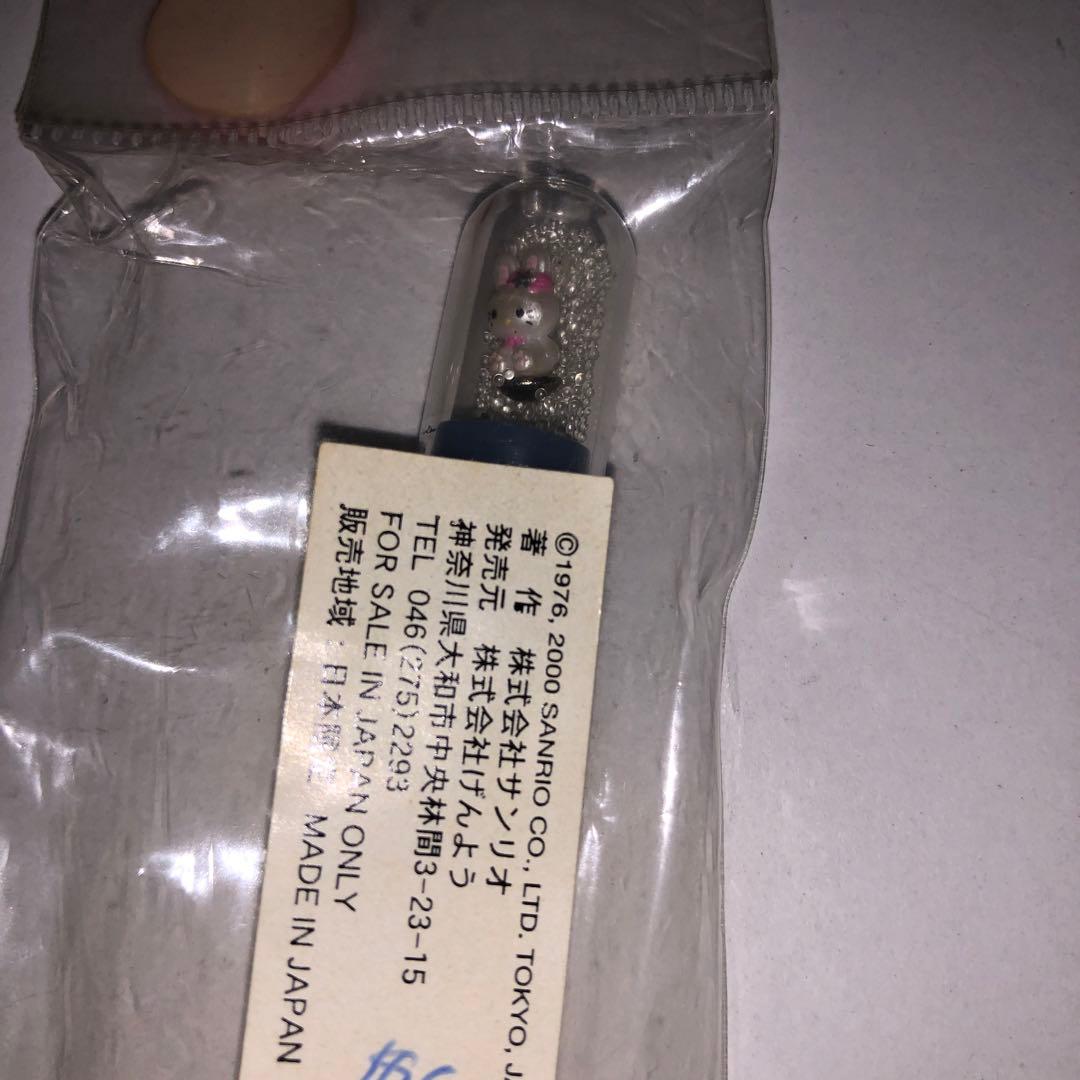 ©1976, 2000 SANRIO CO., LTD. TOKYO,
著 作 株式会社サンリオ
発売元 株式会社げんよう
神奈川県大和市中央林間3-23-15
TEL 046(275)2293
FOR SALE IN JAPAN ONLY
販売地域:日本限定 MADE IN JAPAN